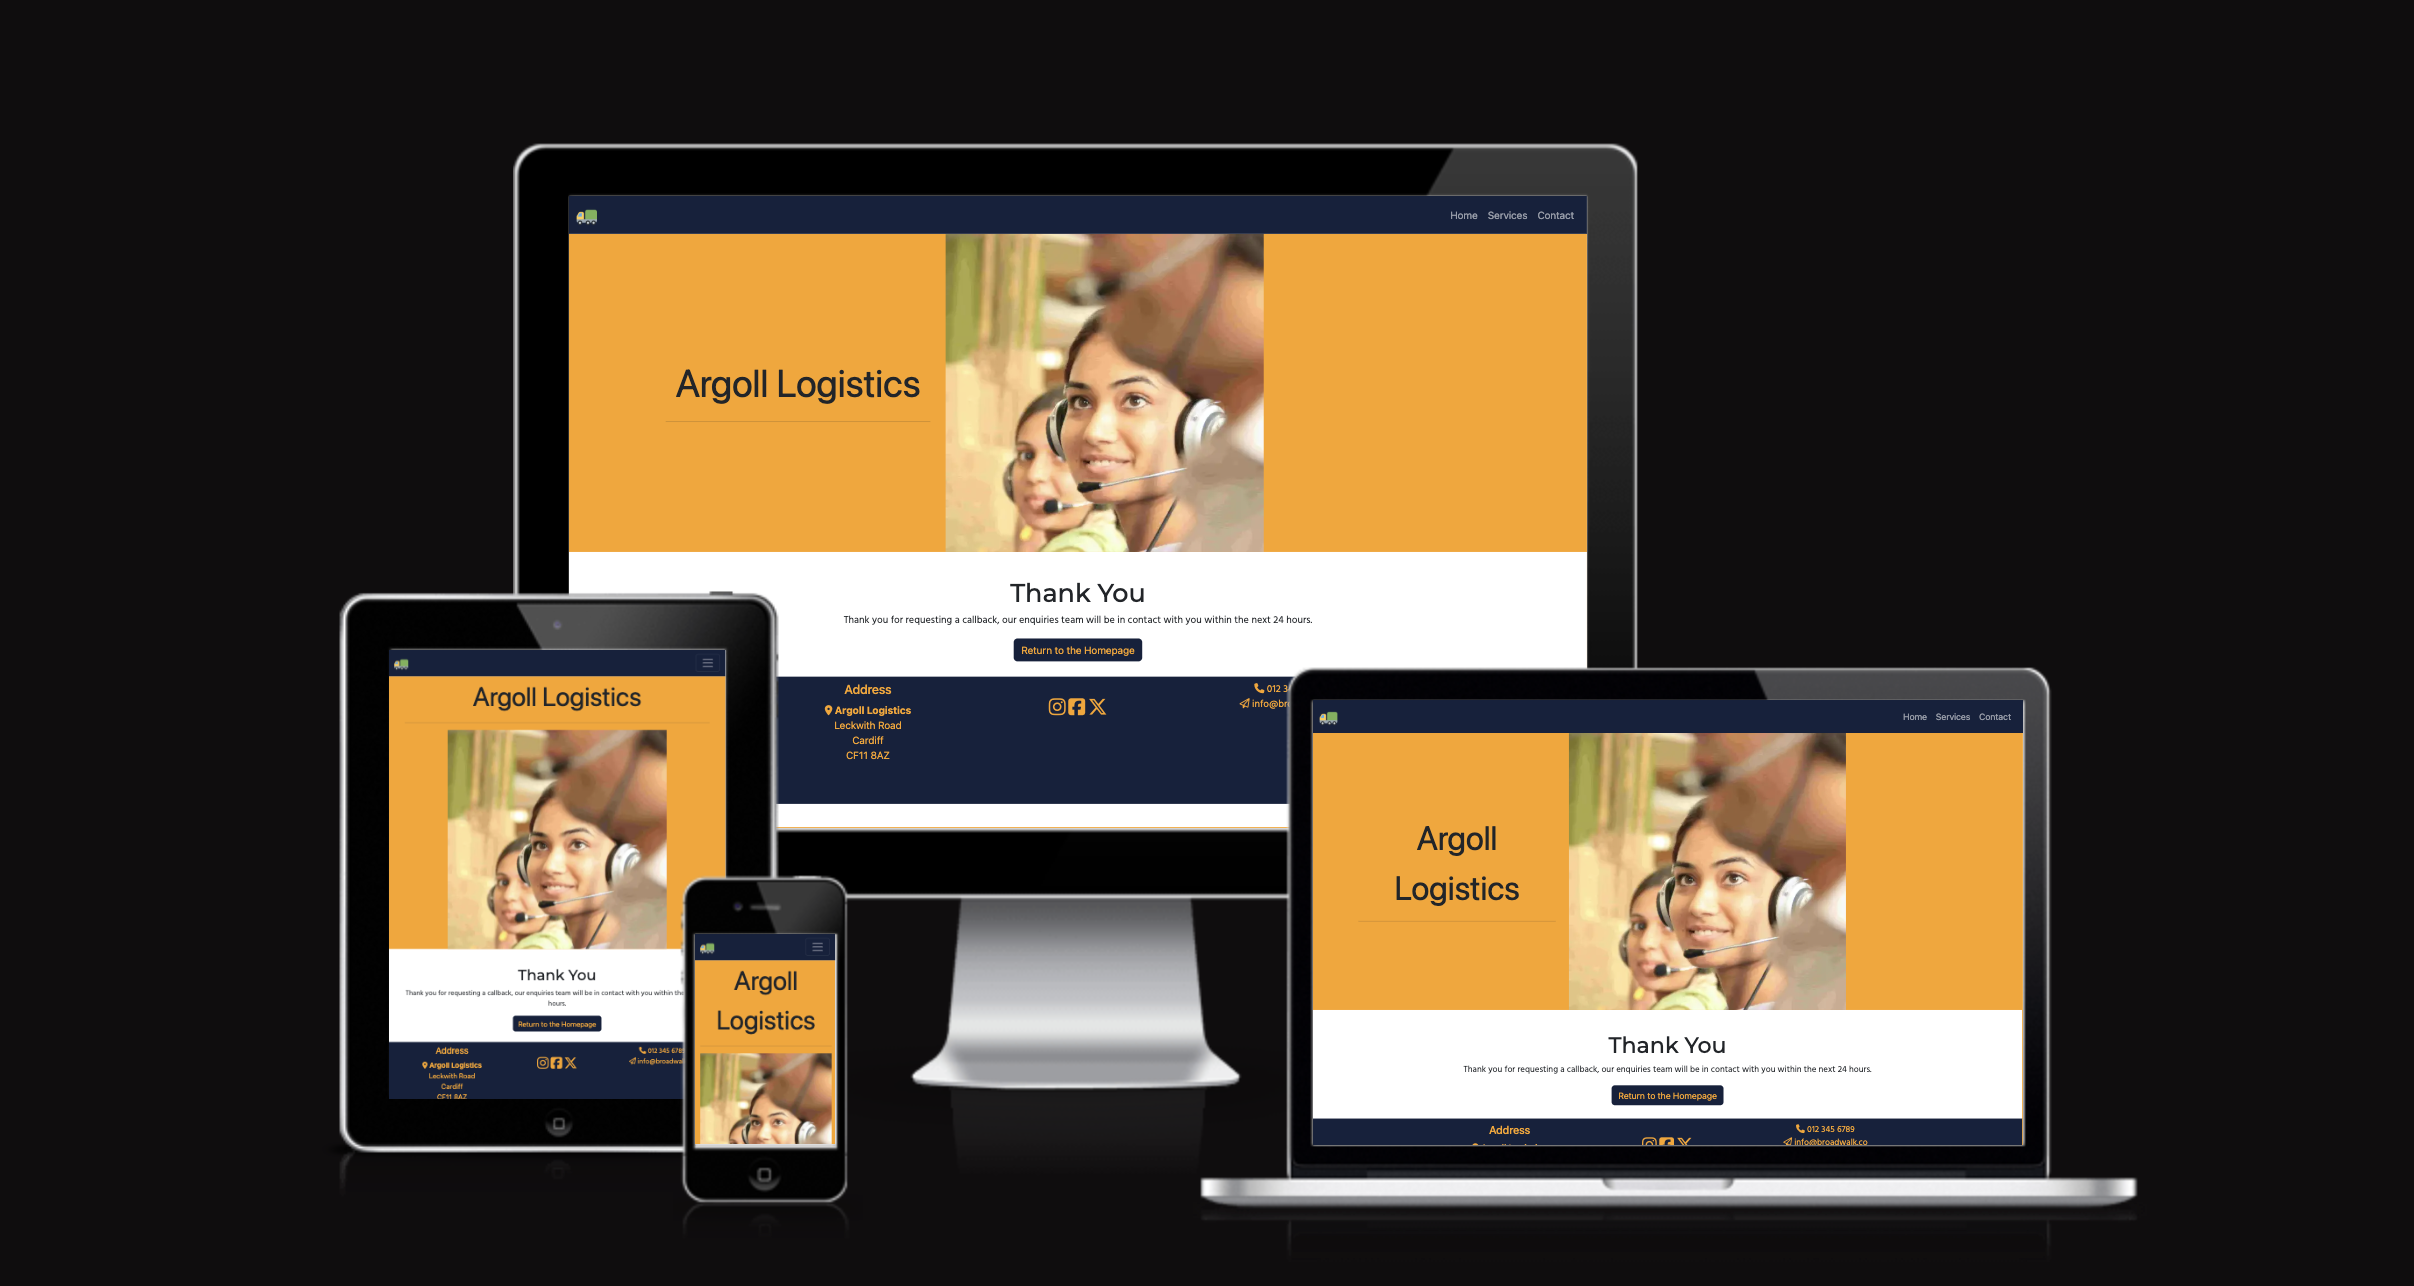 Home Services Contact
Argoll Logistics
Thank You
Thank you for requesting a callback, our enquiries team will be in contact with you within the next 24 hours.
Return to the Homepage
Address
Argoll Logistics
Leckwith Road
Cardiff
CF11 8AZ
012 3
info@br
Argoll Logistics
Thank You
Thank you for requesting a callback, our enquiries team will be in contact with you within the
hours.
Return to the Homepage
Address
Argoll Logistics
Leckwith Road
Cardiff
CF11 8AZ
012 345 678
info@broadwal
Argoll
Logistics
Home Services Contact
Argoll
Logistics
Thank You
Thank you for requesting a callback, our enquiries team will be in contact with you within the next 24 hours.
Return to the Homepage
Address
012 345 6789
info@broadwalk.co